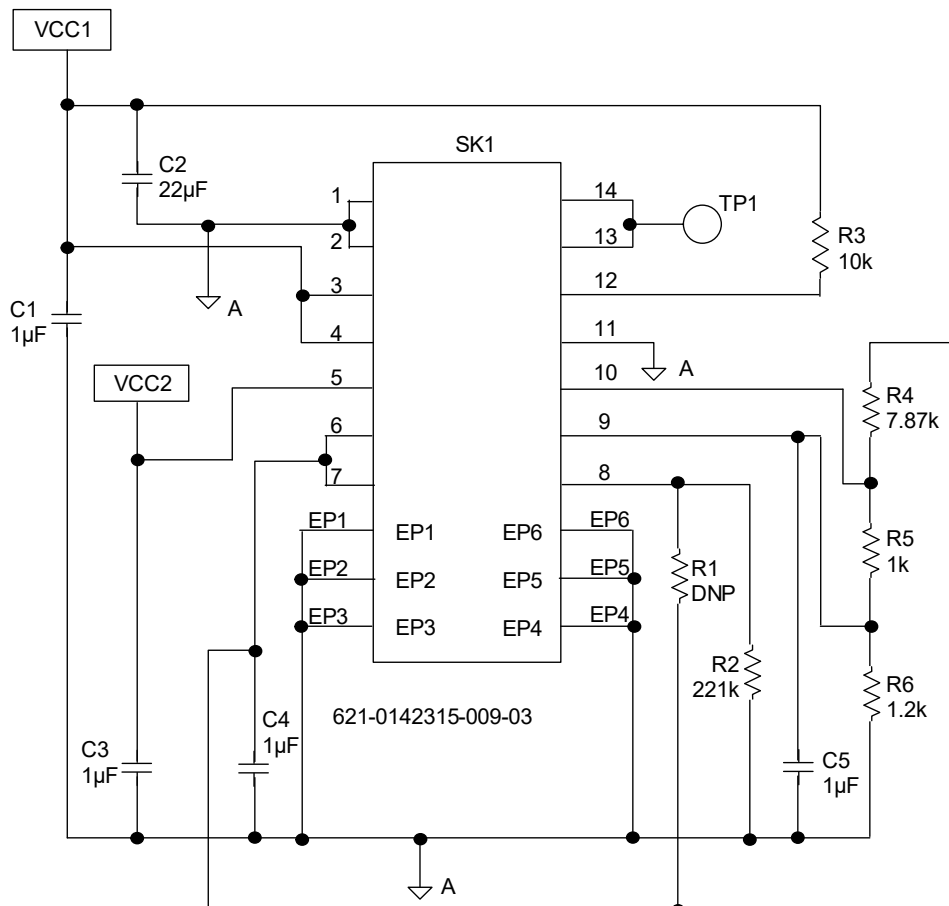 VCC1
SK1
C2
22µF
1
14
TP1
2
13
R3
10k
3
12
A
C1
1µF
4
11
A
VCC2
5
10
R4
7.87k
6
9
7
8
EP1
EP1
EP6
EP6
R5
1k
EP2
EP2
EP5
EP5
R1
DNP
EP3
EP3
EP4
EP4
R2
221k
R6
1.2k
621-0142315-009-03
C4
1µF
C3
1µF
C5
1µF
A